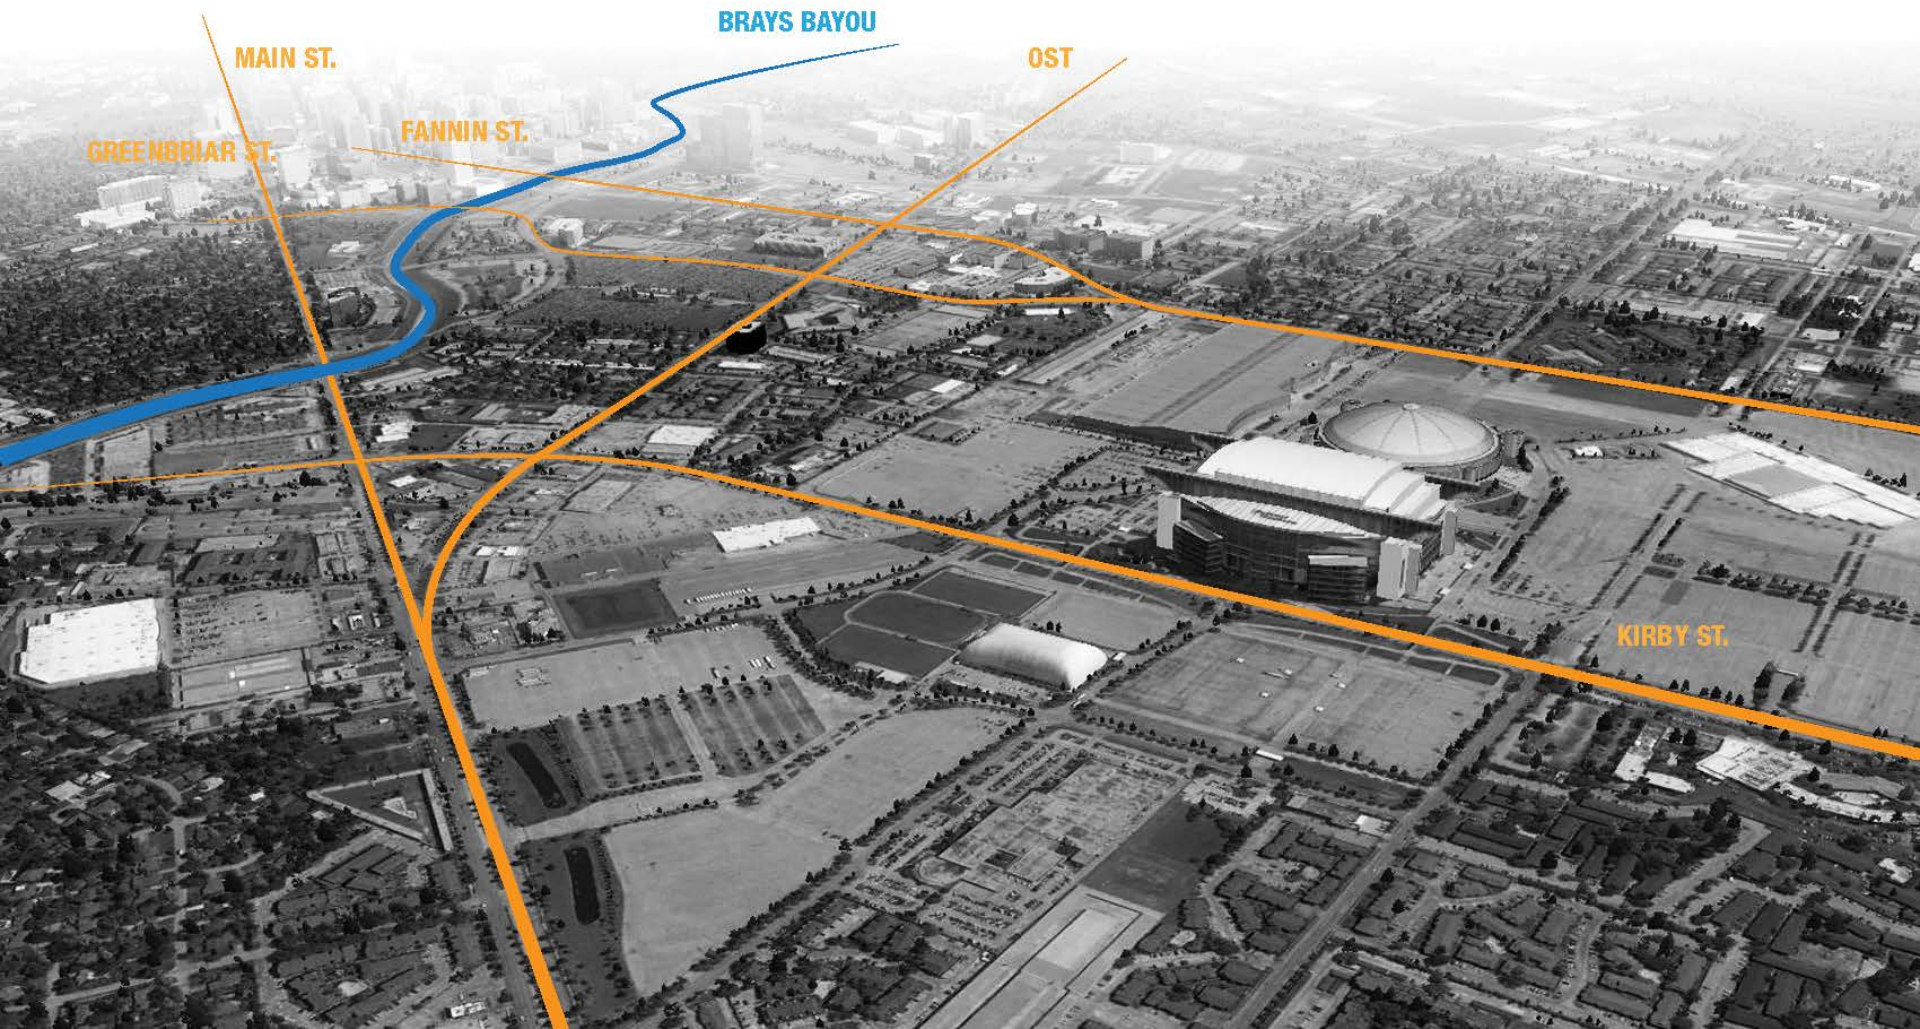 BRAYS BAYOU
MAIN ST.
OST
FANNIN ST.
GREENBRIAR ST.
KIRBY ST.